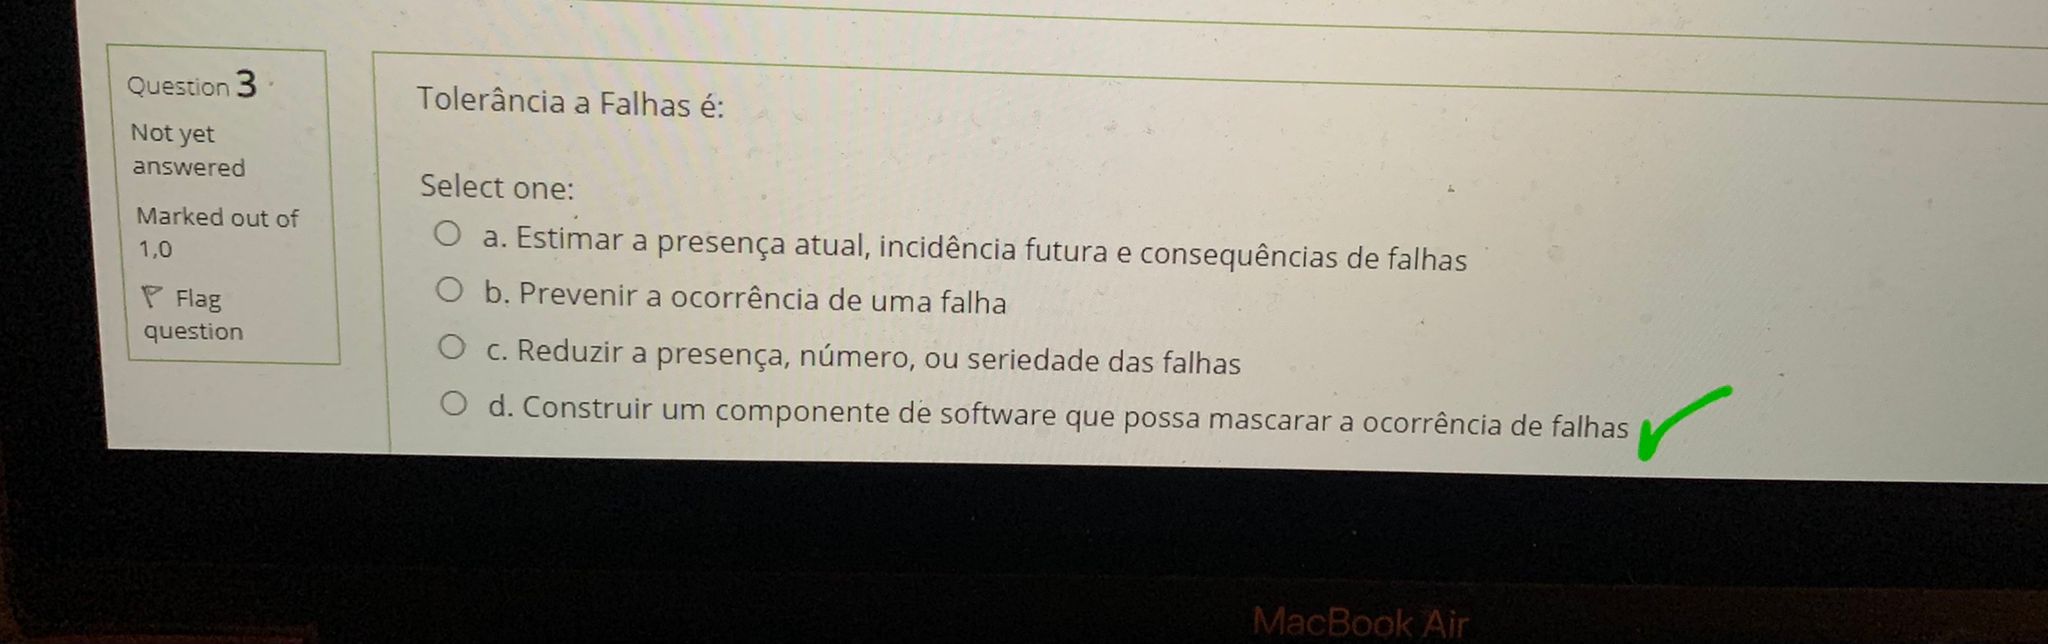 Question 3
Not yet
answered
Marked out of
1,0
Flag
question
Tolerância a Falhas é:
Select one:
a. Estimar a presença atual, incidência futura e consequências de falhas
b. Prevenir a ocorrência de uma falha
c. Reduzir a presença, número, ou seriedade das falhas
d. Construir um componente de software que possa mascarar a ocorrência de falhas
MacBook Air